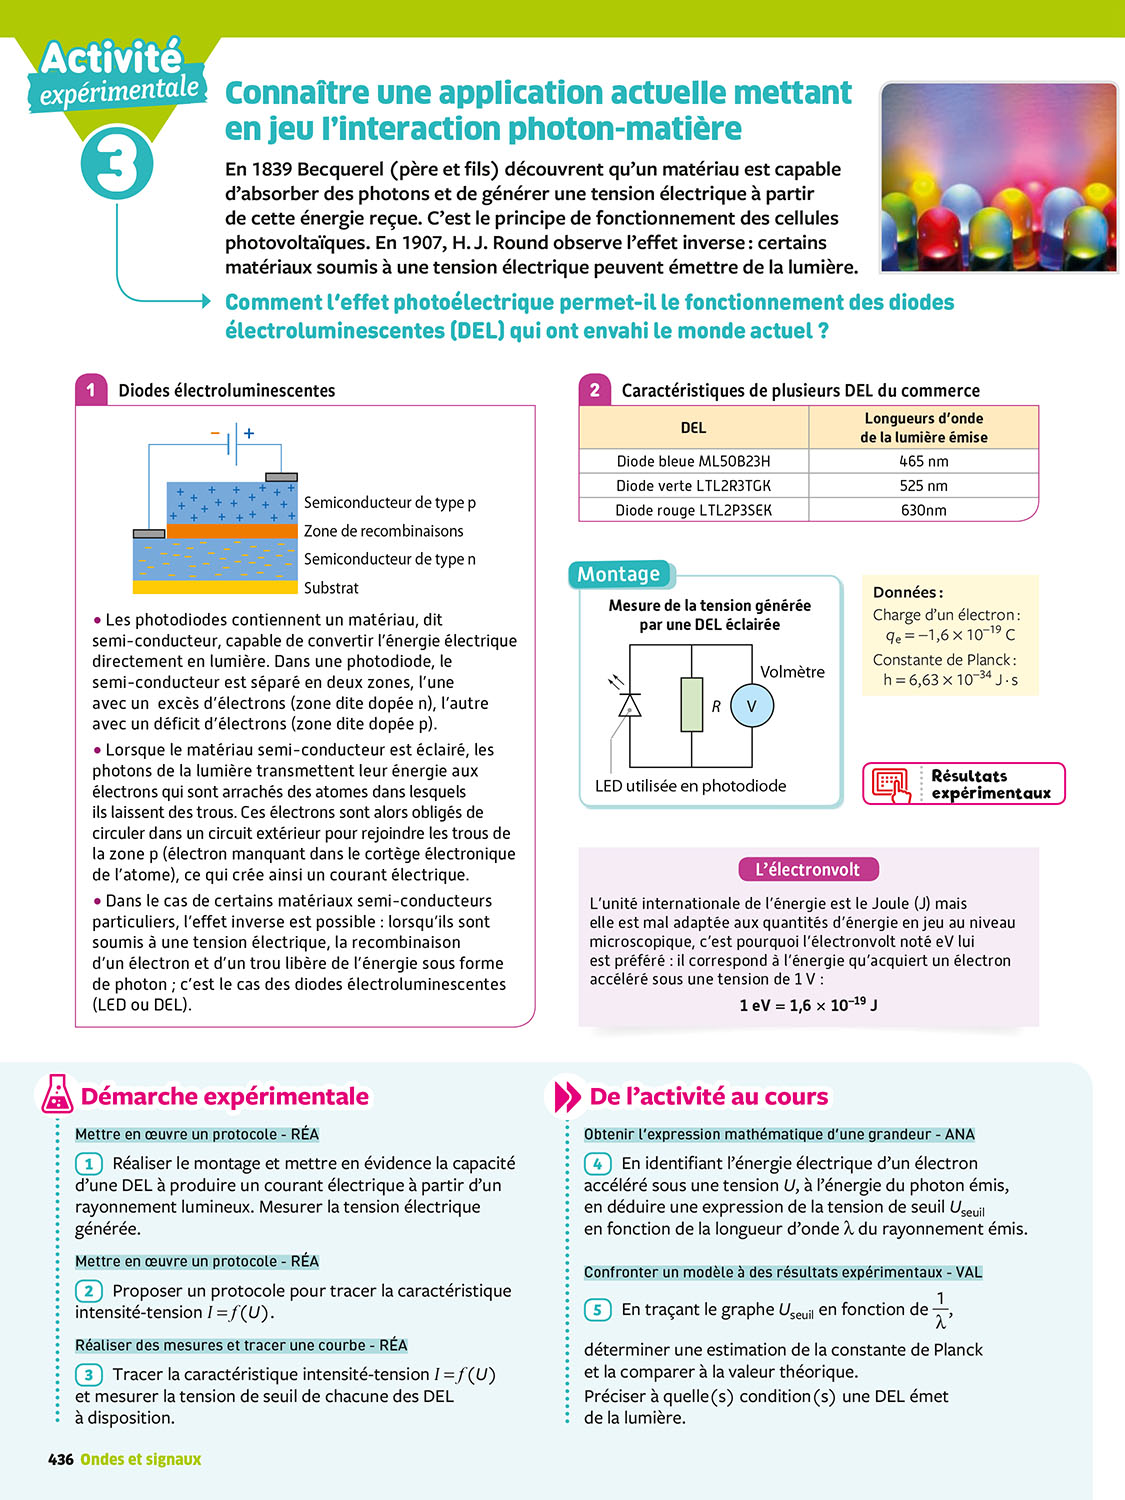 Activité
expérimentale
3
Connaître une application actuelle mettant
en jeu l'interaction photon-matière
En 1839 Becquerel (père et fils) découvrent qu'un matériau est capable
d'absorber des photons et de générer une tension électrique à partir
de cette énergie reçue. C'est le principe de fonctionnement des cellules
photovoltaïques. En 1907, H. J. Round observe l'effet inverse : certains
matériaux soumis à une tension électrique peuvent émettre de la lumière.
Comment l'effet photoélectrique permet-il le fonctionnement des diodes
électroluminescentes (DEL) qui ont envahi le monde actuel ?
1 Diodes électroluminescentes
– +
Semiconducteur de type p
Zone de recombinaisons
Semiconducteur de type n
Substrat
• Les photodiodes contiennent un matériau, dit
semi-conducteur, capable de convertir l'énergie électrique
directement en lumière. Dans une photodiode, le
semi-conducteur est séparé en deux zones, l'une
avec un excès d'électrons (zone dite dopée n), l'autre
avec un déficit d'électrons (zone dite dopée p).
• Lorsque le matériau semi-conducteur est éclairé, les
photons de la lumière transmettent leur énergie aux
électrons qui sont arrachés des atomes dans lesquels
ils laissent des trous. Ces électrons sont alors obligés de
circuler dans un circuit extérieur pour rejoindre les trous de
la zone p (électron manquant dans le cortège électronique
de l'atome), ce qui crée ainsi un courant électrique.
• Dans le cas de certains matériaux semi-conducteurs
particuliers, l'effet inverse est possible : lorsqu'ils sont
soumis à une tension électrique, la recombinaison
d'un électron et d'un trou libère de l'énergie sous forme
de photon ; c'est le cas des diodes électroluminescentes
(LED ou DEL).
2 Caractéristiques de plusieurs DEL du commerce
DEL
Longueurs d'onde
de la lumière émise
Diode bleue ML50B23H 465 nm
Diode verte LTL2R3TGK 525 nm
Diode rouge LTL2P3SEK 630nm
Montage
Mesure de la tension générée
par une DEL éclairée
Volmètre
R
V
LED utilisée en photodiode
Données :
Charge d'un électron :
qe = –1,6 × 10–19 C
Constante de Planck :
h = 6,63 × 10–34 J·s
Résultats
expérimentaux
L'électronvolt
L'unité internationale de l'énergie est le Joule (J) mais
elle est mal adaptée aux quantités d'énergie en jeu au niveau
microscopique, c'est pourquoi l'électronvolt noté eV lui
est préféré : il correspond à l'énergie qu'acquiert un électron
accéléré sous une tension de 1 V :
1 eV = 1,6 × 10–19 J
Démarche expérimentale
Mettre en œuvre un protocole - RÉA
1 Réaliser le montage et mettre en évidence la capacité
d'une DEL à produire un courant électrique à partir d'un
rayonnement lumineux. Mesurer la tension électrique
générée.
Mettre en œuvre un protocole - RÉA
2 Proposer un protocole pour tracer la caractéristique
intensité-tension I = f (U).
Réaliser des mesures et tracer une courbe - RÉA
3 Tracer la caractéristique intensité-tension I = f (U)
et mesurer la tension de seuil de chacune des DEL
à disposition.
De l'activité au cours
Obtenir l'expression mathématique d'une grandeur - ANA
4 En identifiant l'énergie électrique d'un électron
accéléré sous une tension U, à l'énergie du photon émis,
en déduire une expression de la tension de seuil Useuil
en fonction de la longueur d'onde λ du rayonnement émis.
Confronter un modèle à des résultats expérimentaux - VAL
5 En traçant le graphe Useuil en fonction de 1/λ,
déterminer une estimation de la constante de Planck
et la comparer à la valeur théorique.
Préciser à quelle(s) condition(s) une DEL émet
de la lumière.
436 Ondes et signaux